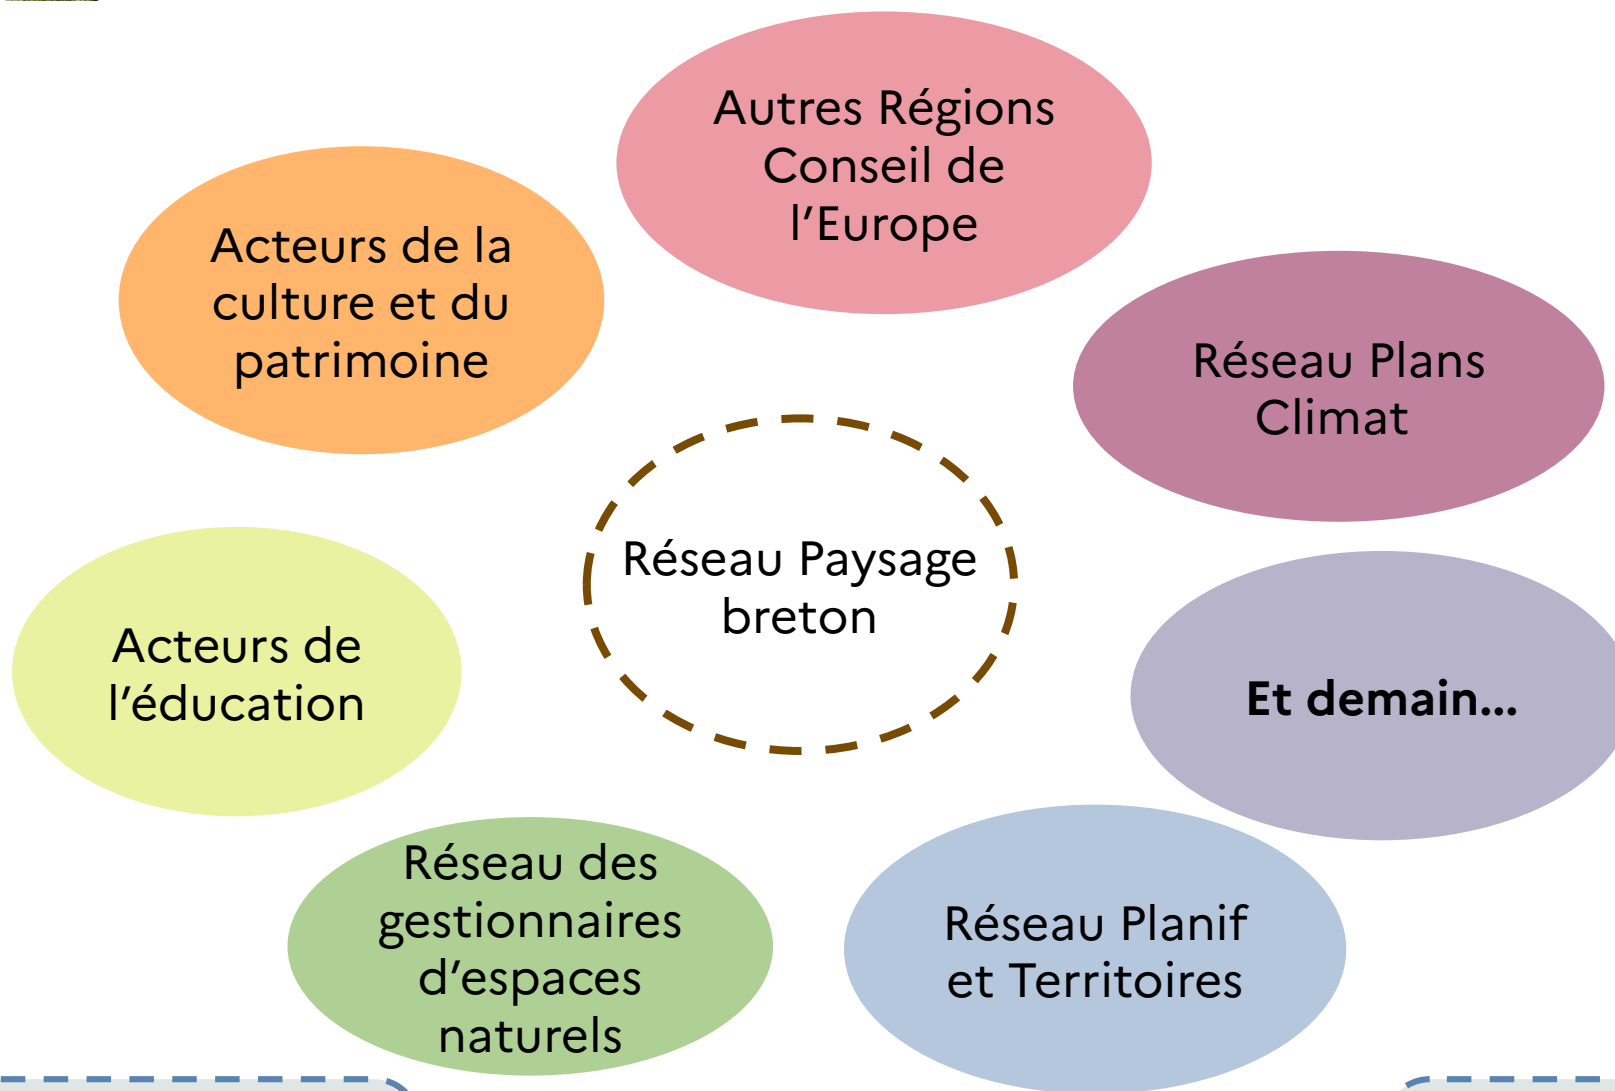 Autres Régions
Conseil de
l’Europe
Acteurs de la
culture et du
patrimoine
Réseau Plans
Climat
Réseau Paysage
breton
Acteurs de
l’éducation
Et demain...
Réseau des
gestionnaires
d’espaces
naturels
Réseau Planif
et Territoires